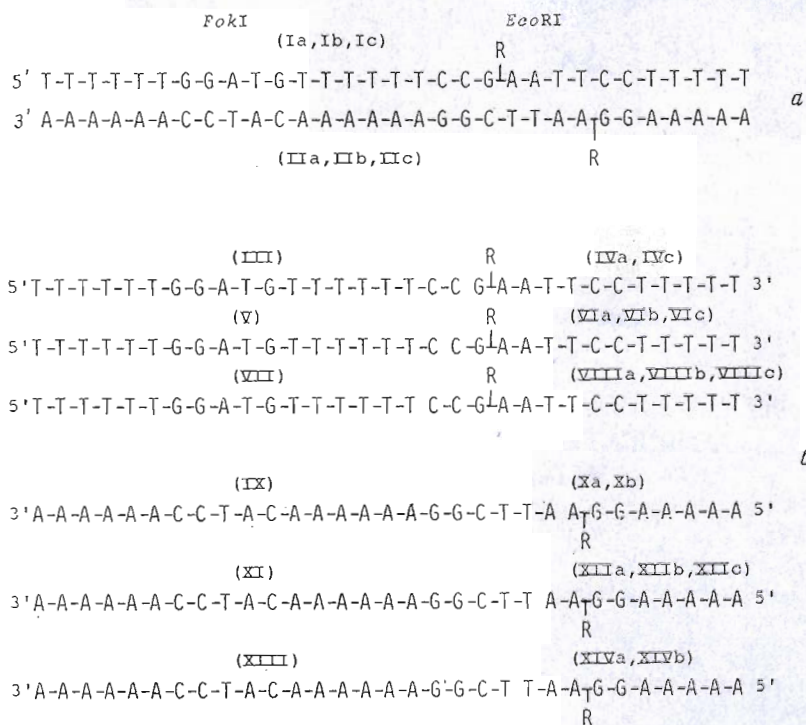 FokI EcoRI
(Ia,Ib,Ic) R
5' T-T-T-T-T-T-G-G-A-T-G-T-T-T-T-T-T-C-C-G┴A-A-T-T-C-C-T-T-T-T-T
a
3' A-A-A-A-A-A-C-C-T-A-C-A-A-A-A-A-A-G-G-C-T-T-A-A┬G-G-A-A-A-A-A
(IIa,IIb,IIc) R
(III) R (IVa,IVc)
5'T-T-T-T-T-T-G-G-A-T-G-T-T-T-T-T-T-C-C G┴A-A-T-T-C-C-T-T-T-T-T 3'
(V) R (VIa,VIb,VIc)
5'T-T-T-T-T-T-G-G-A-T-G-T-T-T-T-T-T-C C-G┴A-A-T-T-C-C-T-T-T-T-T 3'
(VII) R (VIIIa,VIIIb,VIIIc)
5'T-T-T-T-T-T-G-G-A-T-G-T-T-T-T-T-T C-C-G┴A-A-T-T-C-C-T-T-T-T-T 3'
(IX) (Xa,Xb)
3'A-A-A-A-A-A-C-C-T-A-C-A-A-A-A-A-A-G-G-C-T-T-A A┬G-G-A-A-A-A-A 5'
R
(XI) (XIIa,XIIb,XIIc)
3'A-A-A-A-A-A-C-C-T-A-C-A-A-A-A-A-A-G-G-C-T-T A-A┬G-G-A-A-A-A-A 5'
R
(XIII) (XIVa,XIVb)
3'A-A-A-A-A-A-C-C-T-A-C-A-A-A-A-A-A-G-G-C-T T-A-A┬G-G-A-A-A-A-A 5'
R